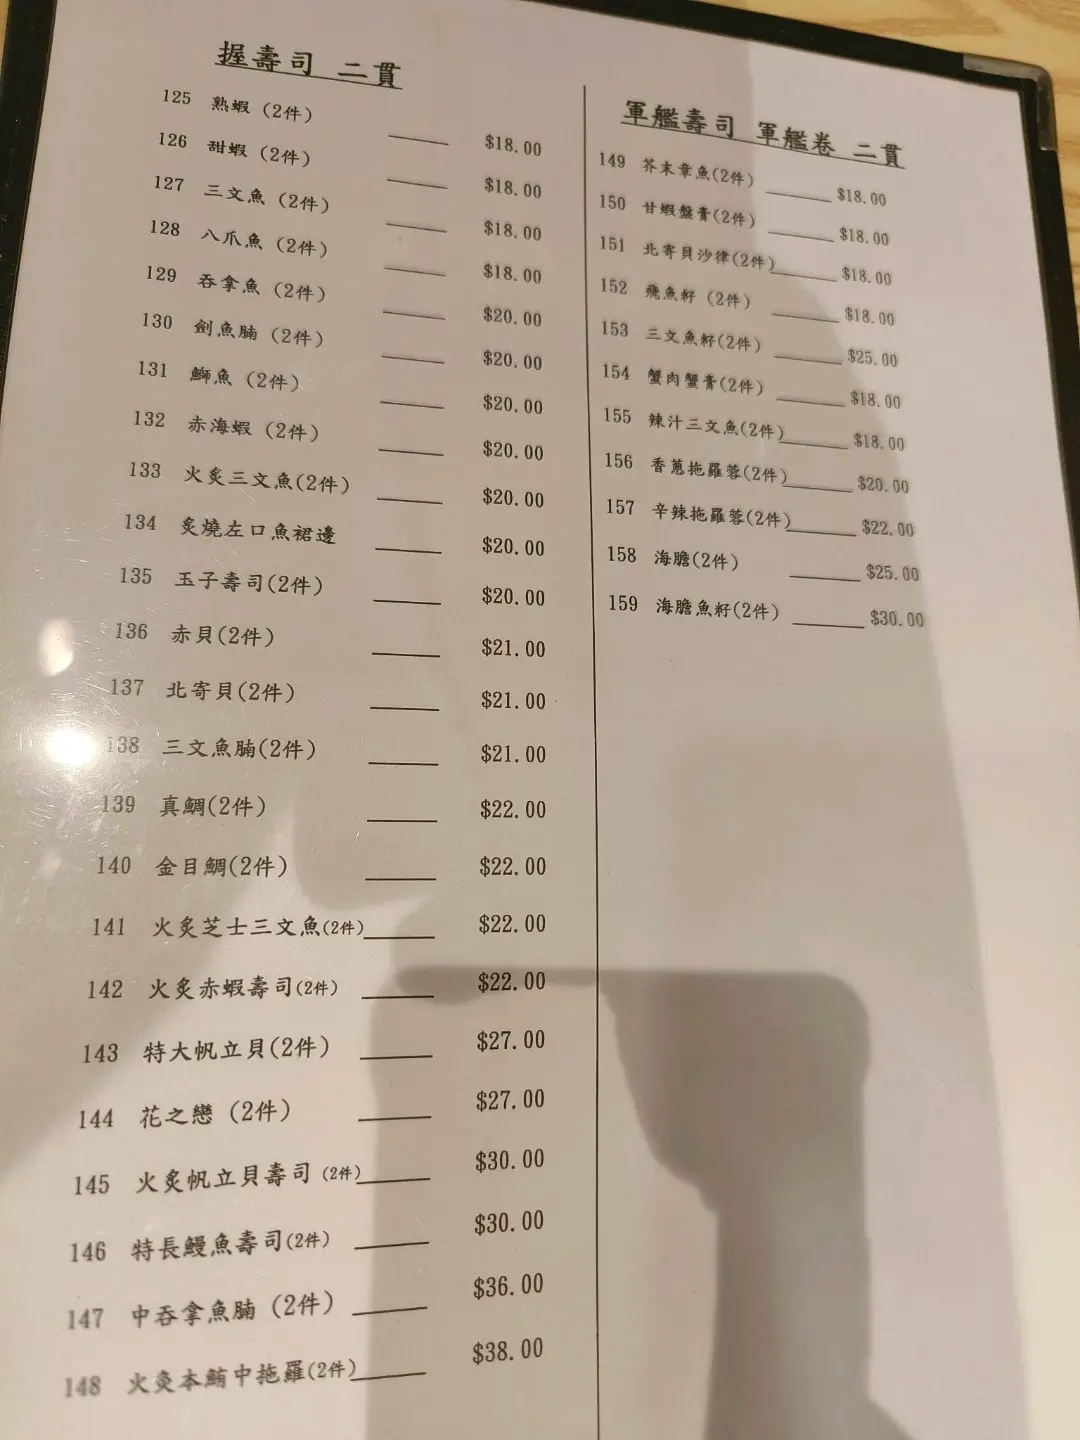 握壽司 二貫
125 熟蝦 (2件) $18.00
126 甜蝦 (2件) $18.00
127 三文魚 (2件) $18.00
128 八爪魚 (2件) $18.00
129 吞拿魚 (2件) $20.00
130 劍魚腩 (2件) $20.00
131 鰤魚 (2件) $20.00
132 赤海蝦 (2件) $20.00
133 火炙三文魚(2件) $20.00
134 炙燒左口魚裙邊 $20.00
135 玉子壽司(2件) $20.00
136 赤貝(2件) $21.00
137 北寄貝(2件) $21.00
138 三文魚腩(2件) $21.00
139 真鯛(2件) $22.00
140 金目鯛(2件) $22.00
141 火炙芝士三文魚(2件) $22.00
142 火炙赤蝦壽司(2件) $22.00
143 特大帆立貝(2件) $27.00
144 花之戀 (2件) $27.00
145 火炙帆立貝壽司 (2件) $30.00
146 特長鰻魚壽司(2件) $30.00
147 中吞拿魚腩 (2件) $36.00
148 火灸本鮪中拖羅(2件) $38.00
軍艦壽司 軍艦卷 二貫
149 芥末章魚(2件) $18.00
150 甘蝦盤膏(2件) $18.00
151 北寄貝沙律(2件) $18.00
152 飛魚籽 (2件) $18.00
153 三文魚籽(2件) $25.00
154 蟹肉蟹膏(2件) $18.00
155 辣汁三文魚(2件) $18.00
156 香蔥拖羅蓉(2件) $20.00
157 辛辣拖羅蓉(2件) $22.00
158 海膽(2件) $25.00
159 海膽魚籽(2件) $30.00